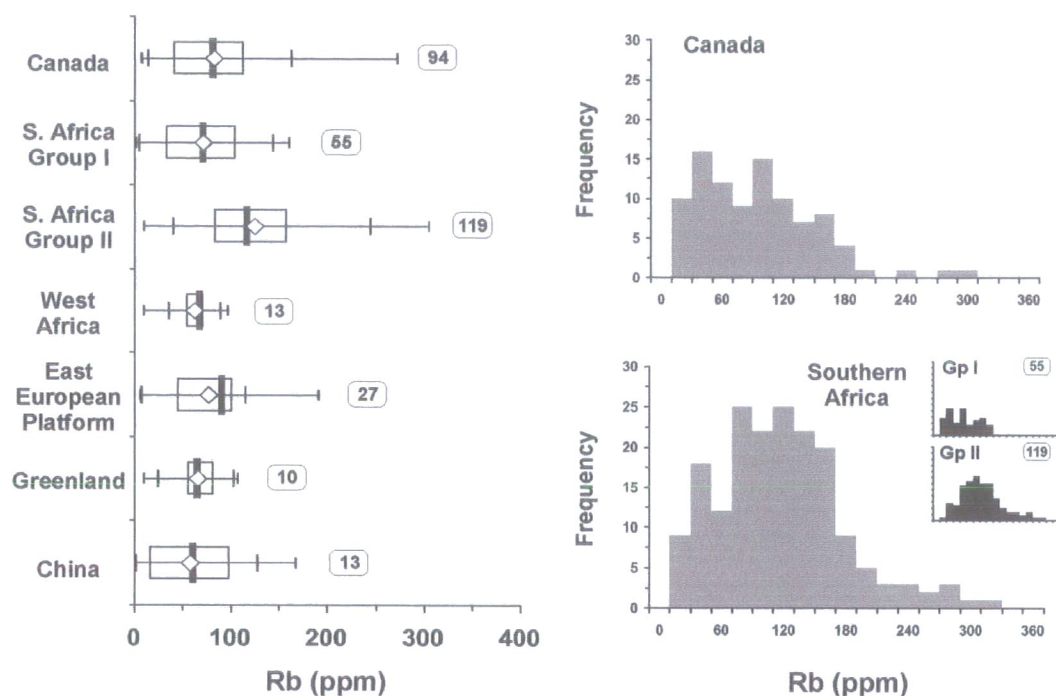 Canada
94
S. Africa
Group I
55
S. Africa
Group II
119
West
Africa
13
East
European
Platform
27
Greenland
10
China
13
0 100 200 300 400
Rb (ppm)
Canada
Frequency
30
25
20
15
10
5
0
0 60 120 180 240 300 360
Southern
Africa
Gp I
55
Gp II
119
Frequency
30
25
20
15
10
5
0
0 60 120 180 240 300 360
Rb (ppm)